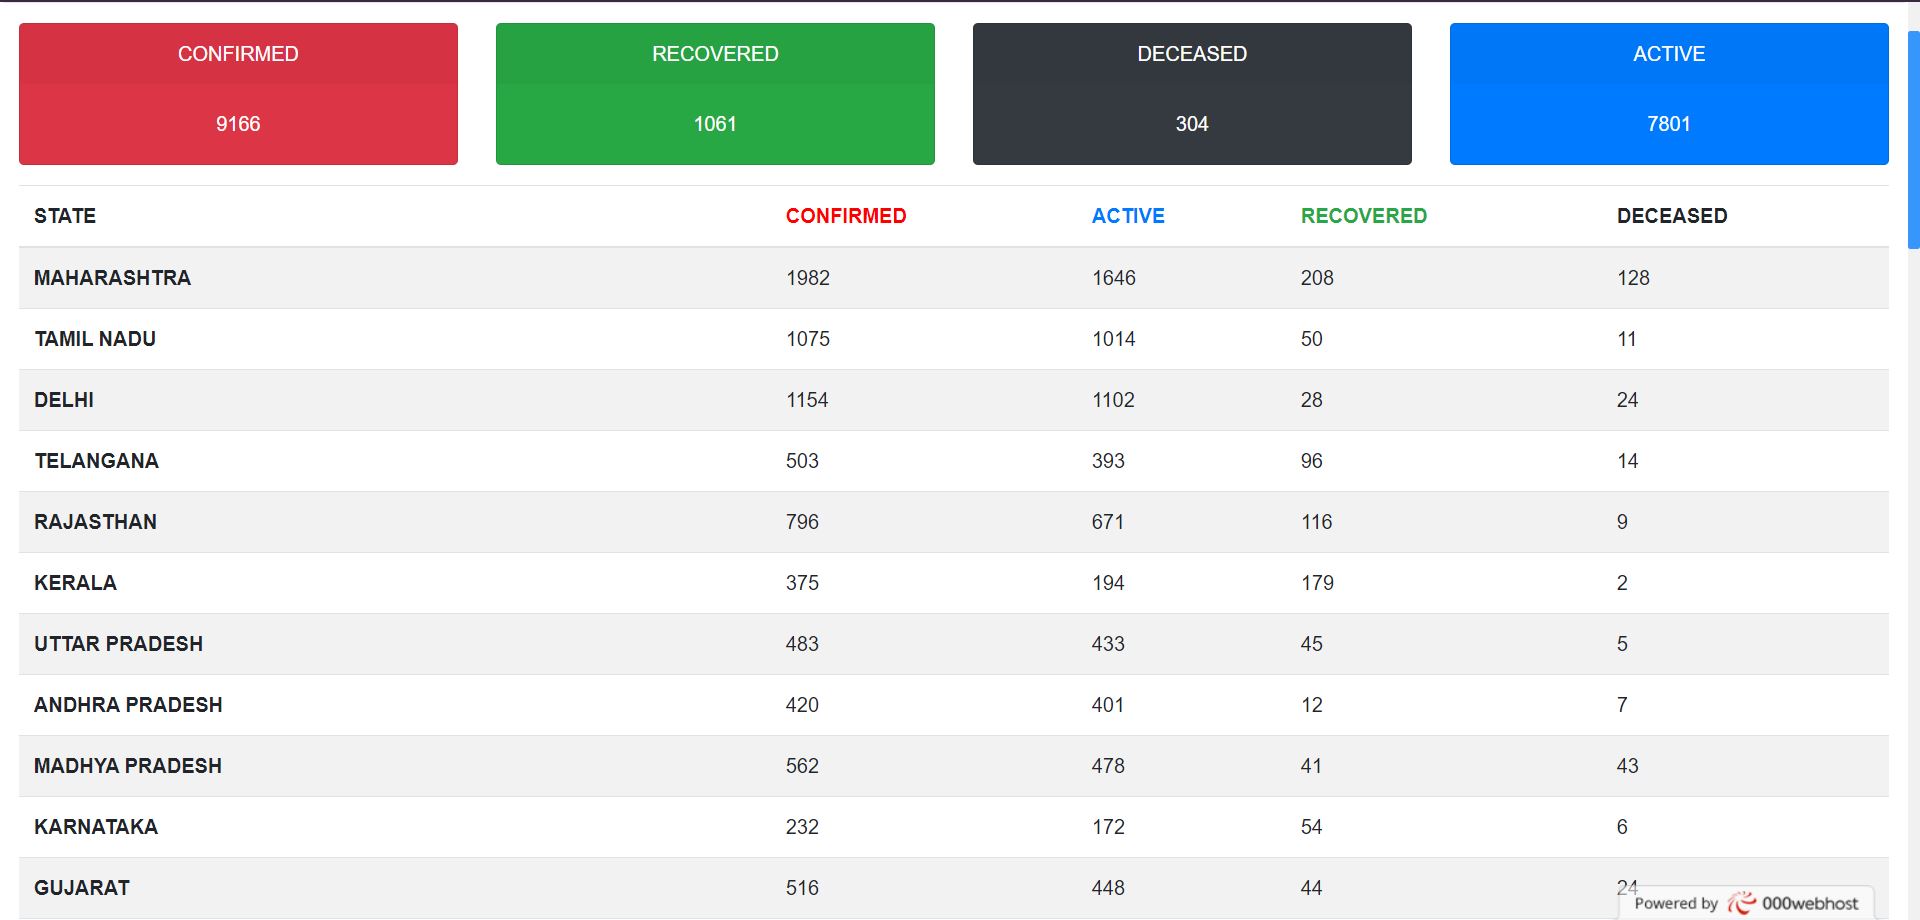 CONFIRMED RECOVERED DECEASED ACTIVE
9166 1061 304 7801
STATE CONFIRMED ACTIVE RECOVERED DECEASED
MAHARASHTRA 1982 1646 208 128
TAMIL NADU 1075 1014 50 11
DELHI 1154 1102 28 24
TELANGANA 503 393 96 14
RAJASTHAN 796 671 116 9
KERALA 375 194 179 2
UTTAR PRADESH 483 433 45 5
ANDHRA PRADESH 420 401 12 7
MADHYA PRADESH 562 478 41 43
KARNATAKA 232 172 54 6
GUJARAT 516 448 44 24
Powered by 000webhost